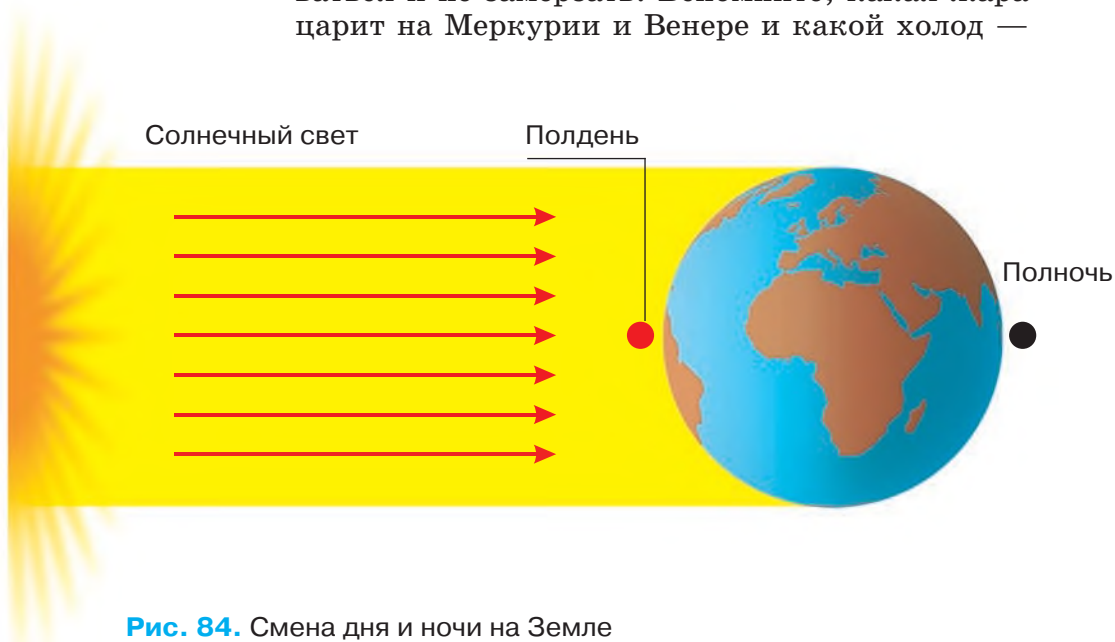 царит на Меркурии и Венере и какой холод —
Солнечный свет
Полдень
Полночь
Рис. 84. Смена дня и ночи на Земле